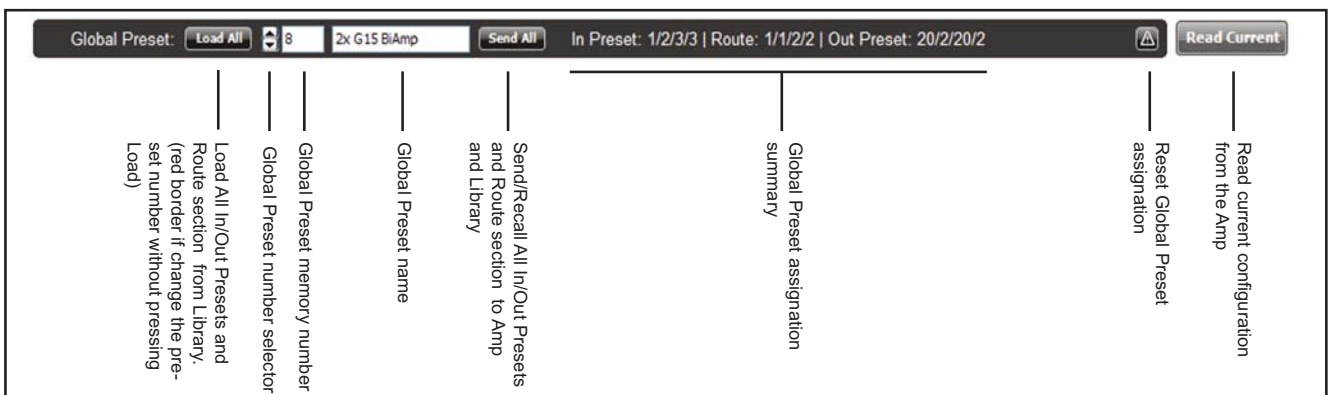 Global Preset: Load All 8 2x G15 BiAmp Send All In Preset: 1/2/3/3 | Route: 1/1/2/2 | Out Preset: 20/2/20/2 Read Current
Load All In/Out Presets and
Route section from Library.
(red border if change the pre-
set number without pressing
Load)
Global Preset number selector
Global Preset memory number
Global Preset name
Send/Recall All In/Out Presets
and Route section to Amp
and Library
Global Preset assignation
summary
Reset Global Preset
assignation
Read current configuration
from the Amp